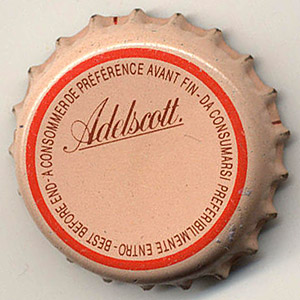 Adelscott.
A CONSOMMER DE PRÉFÉRENCE AVANT FIN - DA CONSUMARSI PREFERIBILMENTE ENTRO - BEST BEFORE END -